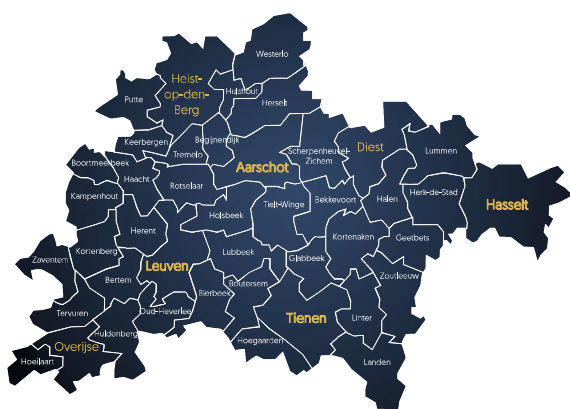 Westerlo
Heist-
op-den-
Berg
Hulshout
Putte
Herselt
Keerbergen
Begijnendijk
Tremelo
Scherpenheuvel-
Zichem
Diest
Lummen
Boortmeerbeek
Aarschot
Haacht
Rotselaar
Kampenhout
Bekkevoort
Halen
Herk-de-Stad
Hasselt
Tielt-Winge
Holsbeek
Herent
Kortenaken
Geetbets
Kortenberg
Lubbeek
Zaventem
Leuven
Glabbeek
Zoutleeuw
Bertem
Boutersem
Bierbeek
Tervuren
Oud-Heverlee
Tienen
Linter
Huldenberg
Hoegaarden
Overijse
Hoeilaart
Landen